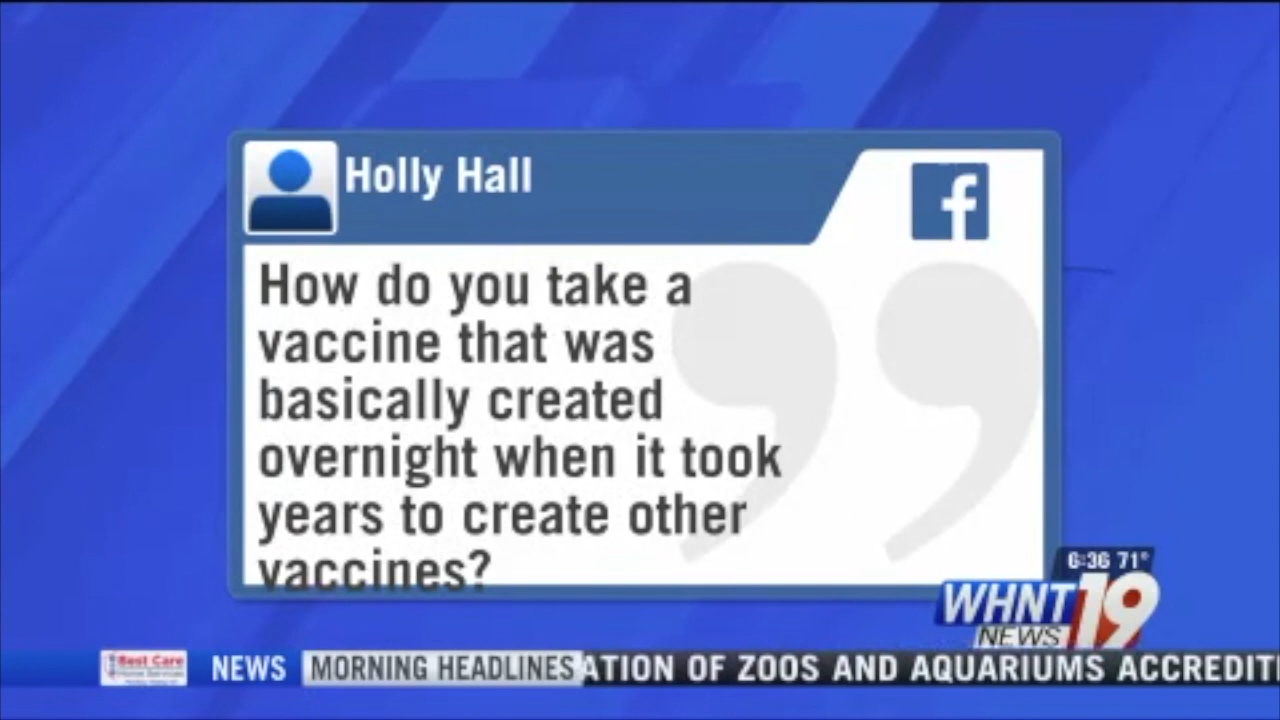 Holly Hall
f
How do you take a
vaccine that was
basically created
overnight when it took
years to create other
vaccines?
6:36 71°
WHNT 19
NEWS
Best Care
NEWS
MORNING HEADLINES
ATION OF ZOOS AND AQUARIUMS ACCREDIT